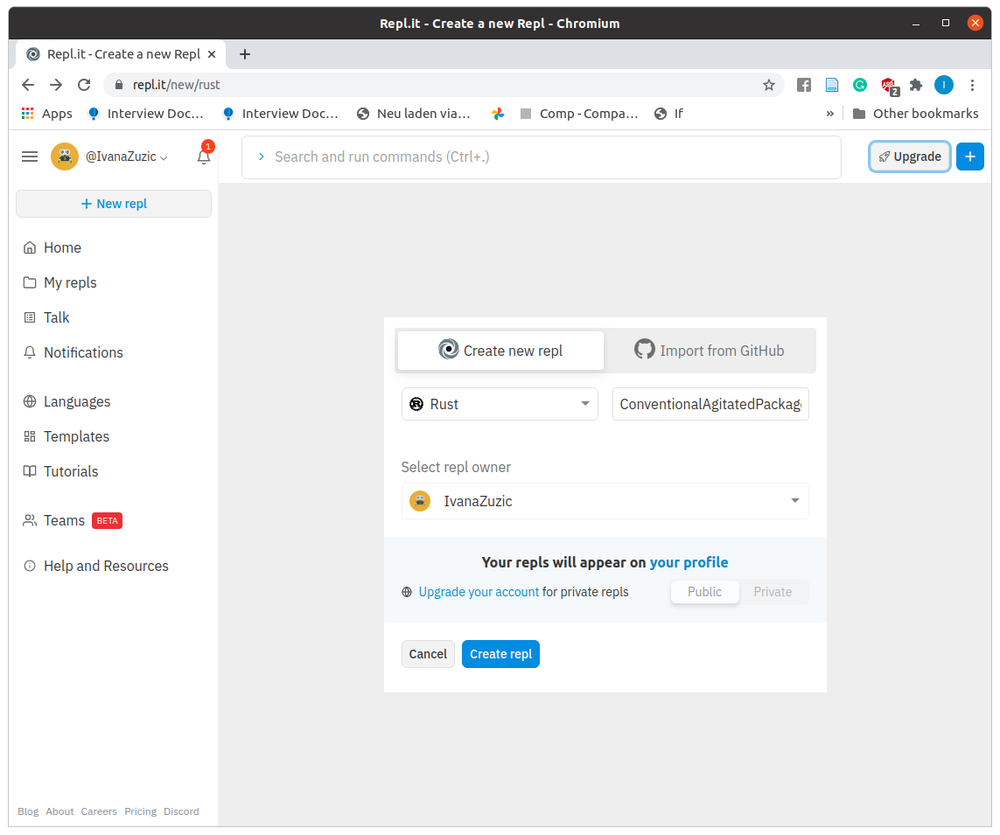 Repl.it - Create a new Repl - Chromium
Repl.it - Create a new Repl
repl.it/new/rust
2
I
Apps Interview Doc... Interview Doc... Neu laden via... Comp - Compa... If » Other bookmarks
@IvanaZuzic 1
Search and run commands (Ctrl+.)
Upgrade
+ New repl
Home
My repls
Talk
Notifications
Languages
Templates
Tutorials
Teams BETA
Help and Resources
Blog About Careers Pricing Discord
Create new repl Import from GitHub
Rust ConventionalAgitatedPackag
Select repl owner
IvanaZuzic
Your repls will appear on your profile
Upgrade your account for private repls Public Private
Cancel Create repl